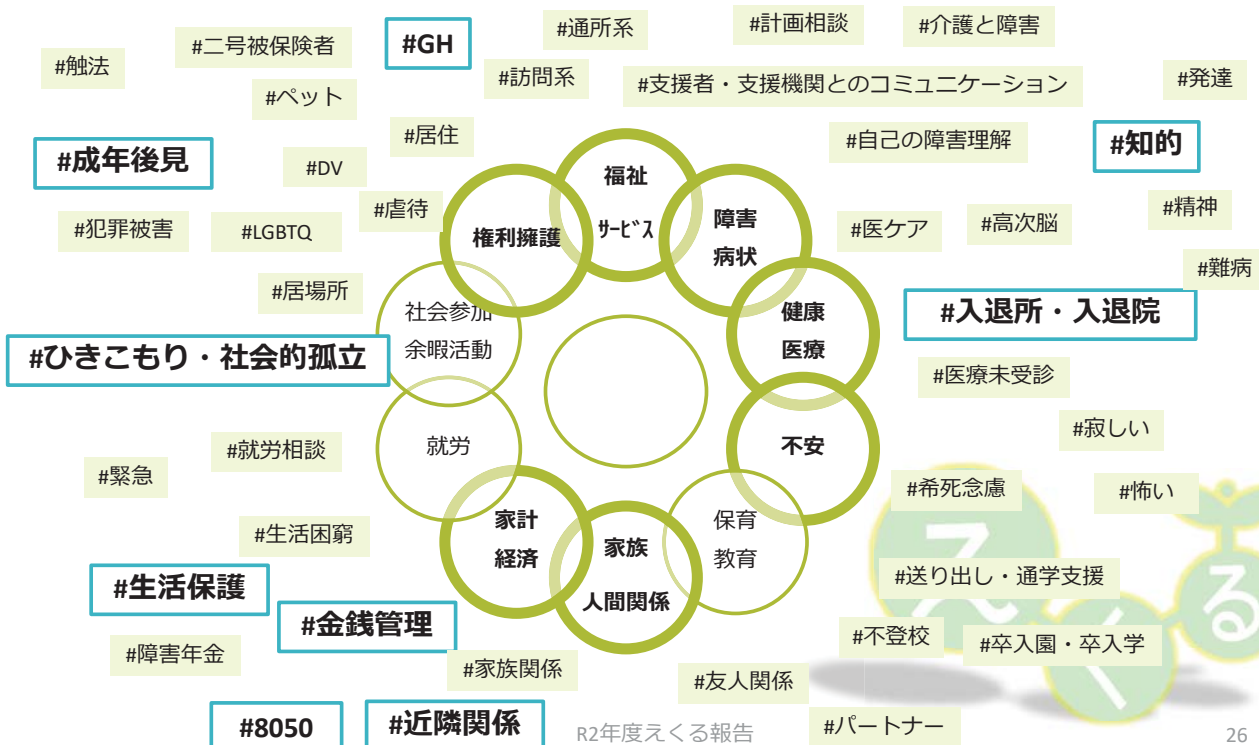 #通所系
#計画相談
#介護と障害
#二号被保険者
#GH
#触法
#訪問系
#支援者・支援機関とのコミュニケーション
#発達
#ペット
#居住
#自己の障害理解
#知的
#成年後見
#DV
福祉
サービス
#虐待
#精神
#犯罪被害
#LGBTQ
権利擁護
障害
病状
#医ケア
#高次脳
#難病
#居場所
社会参加
余暇活動
健康
医療
#入退所・入退院
#ひきこもり・社会的孤立
#医療未受診
#寂しい
#就労相談
就労
不安
#緊急
#希死念慮
#怖い
#生活困窮
家計
経済
家族
人間関係
保育
教育
#生活保護
#送り出し・通学支援
#金銭管理
#不登校
#卒入園・卒入学
#障害年金
#家族関係
#友人関係
#8050
#近隣関係
R2年度えくる報告
#パートナー
26
え
く
る